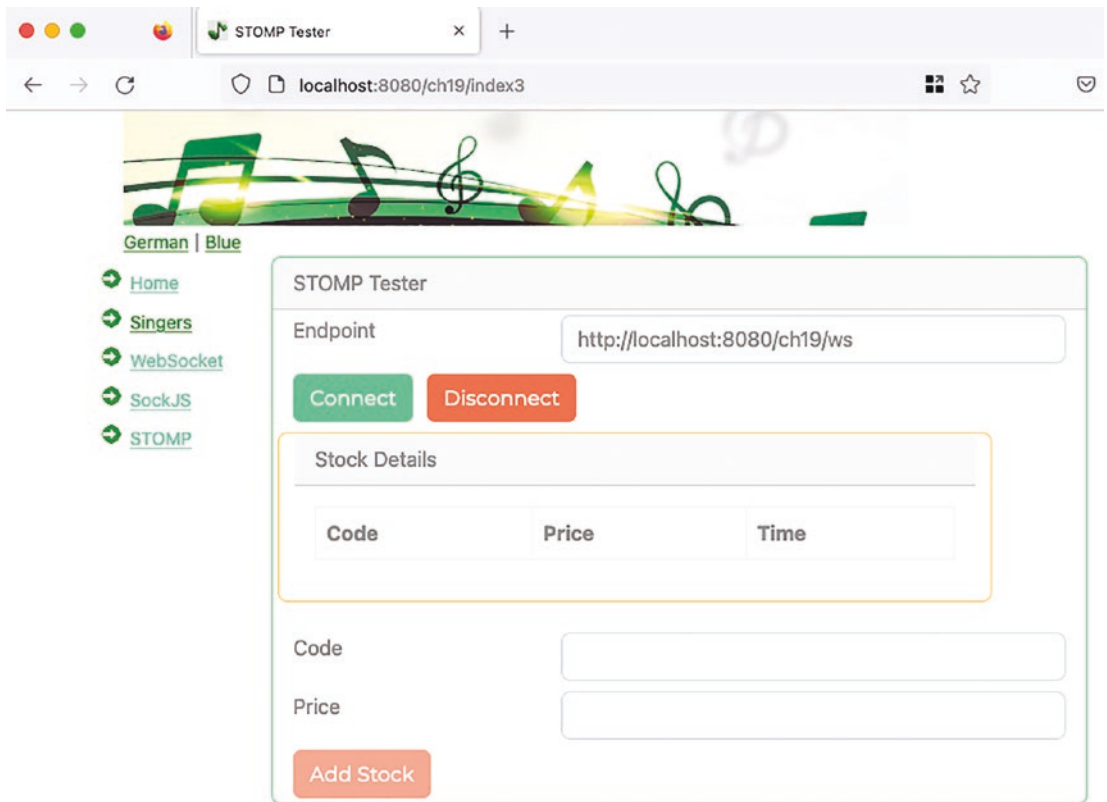 STOMP Tester
localhost:8080/ch19/index3
German | Blue
Home
Singers
WebSocket
SockJS
STOMP
STOMP Tester
Endpoint
http://localhost:8080/ch19/ws
Connect
Disconnect
Stock Details
Code Price Time
Code
Price
Add Stock